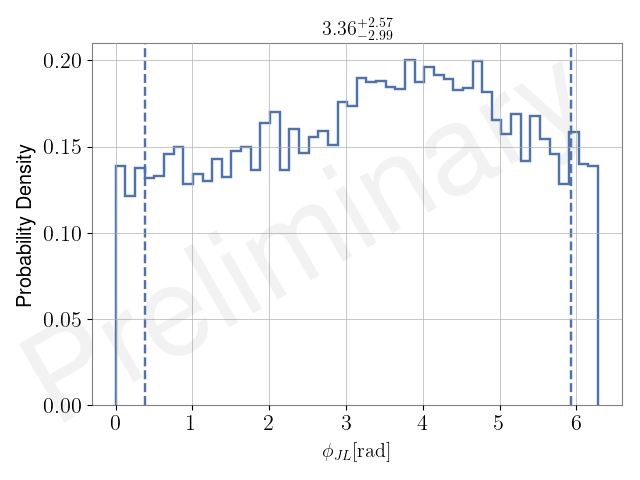 3.36^{+2.57}_{-2.99}
0.20
0.15
0.10
0.05
0.00
Probability Density
Preliminary
0 1 2 3 4 5 6
ϕ_{JL}[rad]